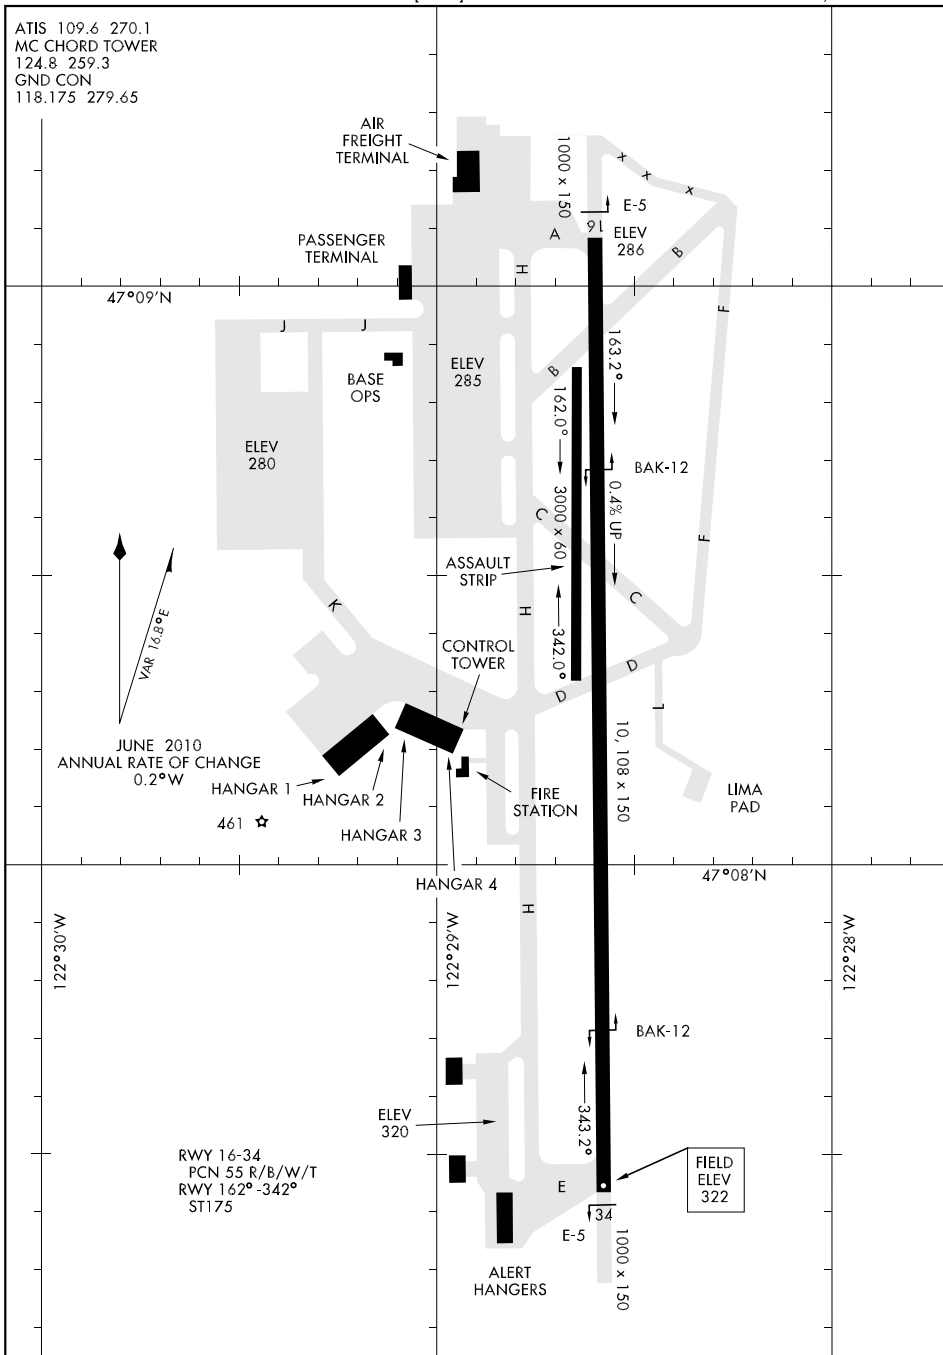 ATIS 109.6 270.1
MC CHORD TOWER
124.8 259.3
GND CON
118.175 279.65
AIR
FREIGHT
TERMINAL
1000 x 150
x
x
x
E-5
16
ELEV
286
A
B
H
PASSENGER
TERMINAL
47°09'N
F
J
J
163.2°
BASE
OPS
ELEV
285
B
162.0°
ELEV
280
BAK-12
0.4% UP
3000 x 60
C
F
ASSAULT
STRIP
VAR 16.8°E
K
H
C
342.0°
CONTROL
TOWER
D
D
L
JUNE 2010
ANNUAL RATE OF CHANGE
0.2°W
10, 108 x 150
HANGAR 1
HANGAR 2
FIRE
STATION
LIMA
PAD
461
HANGAR 3
HANGAR 4
47°08'N
H
122°30'W
122°29'W
122°28'W
BAK-12
343.2°
ELEV
320
RWY 16-34
PCN 55 R/B/W/T
RWY 162°-342°
ST175
FIELD
ELEV
322
E
34
E-5
1000 x 150
ALERT
HANGERS